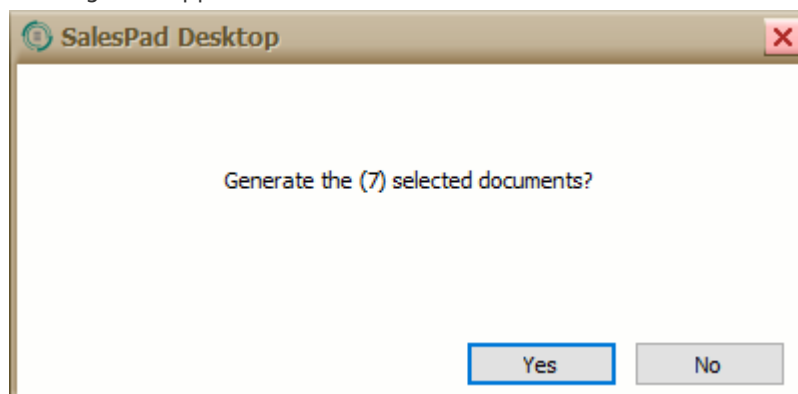 SalesPad Desktop
Generate the (7) selected documents?
Yes
No